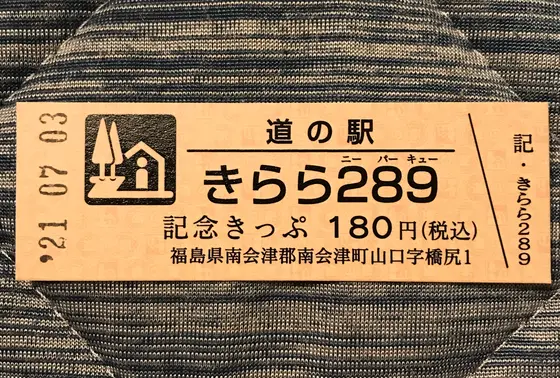 '21 07 03
道の駅
ニー パー キュー
きらら289
記念きっぷ 180円(税込)
福島県南会津郡南会津町山口字橋尻1
記・きらら289